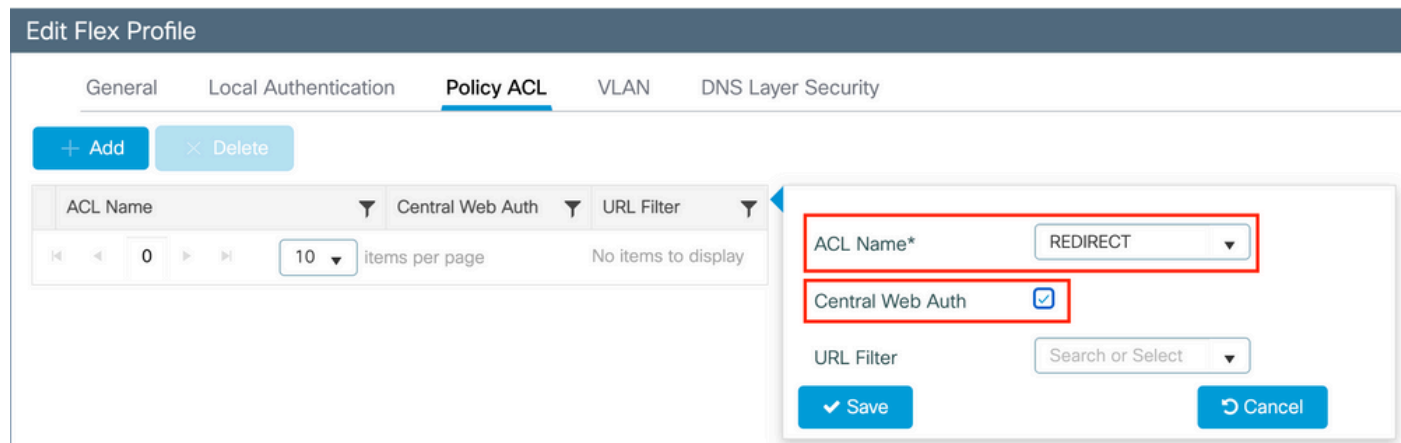 Edit Flex Profile
General Local Authentication Policy ACL VLAN DNS Layer Security
+ Add × Delete
ACL Name Central Web Auth URL Filter
0 10 items per page No items to display
ACL Name* REDIRECT
Central Web Auth
URL Filter Search or Select
Save Cancel